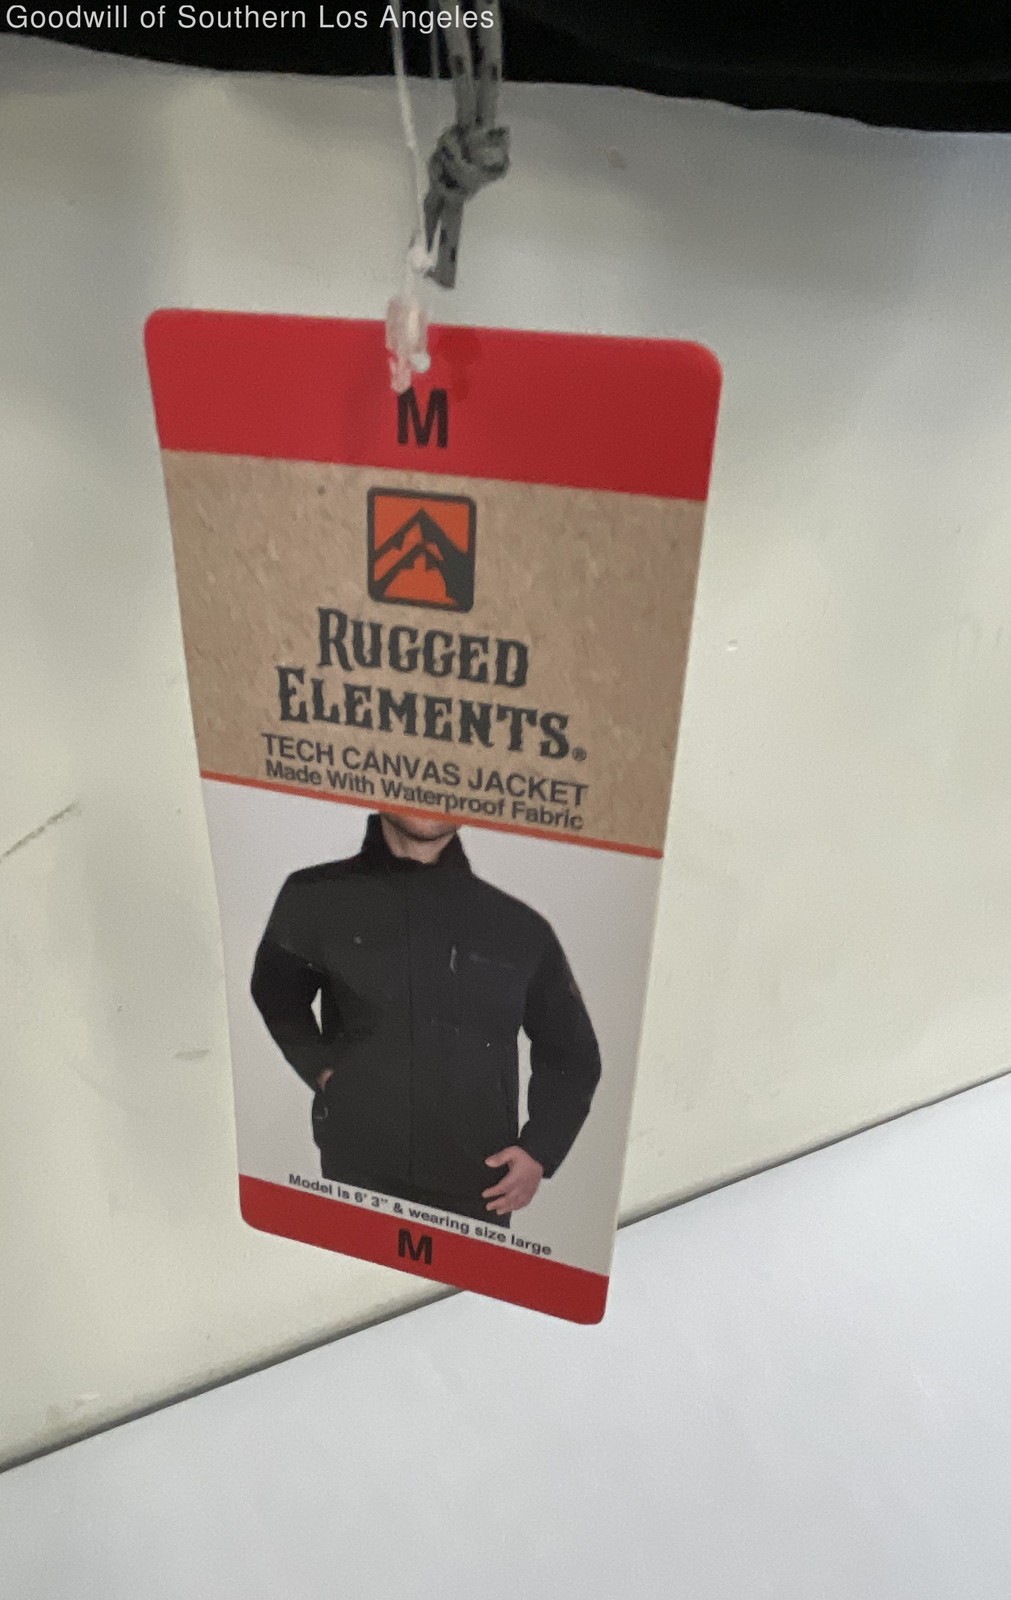 Goodwill of Southern Los Angeles
M
RUGGED
ELEMENTS®
TECH CANVAS JACKET
Made With Waterproof Fabric
Model is 6' 3" & wearing size large
M